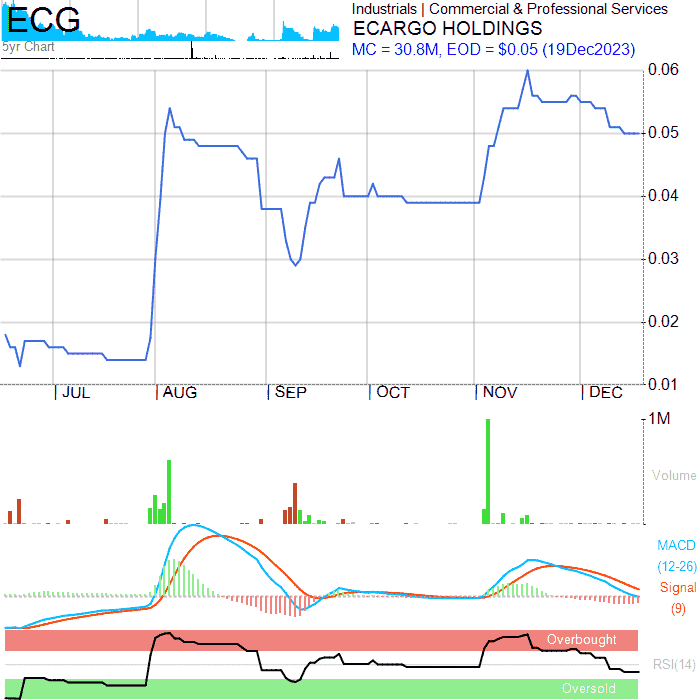 ECG
5yr Chart
Industrials | Commercial & Professional Services
ECARGO HOLDINGS
MC = 30.8M, EOD = $0.05 (19Dec2023)
0.06
0.05
0.04
0.03
0.02
0.01
JUL AUG SEP OCT NOV DEC
1M
Volume
MACD
(12-26)
Signal
(9)
Overbought
RSI(14)
Oversold